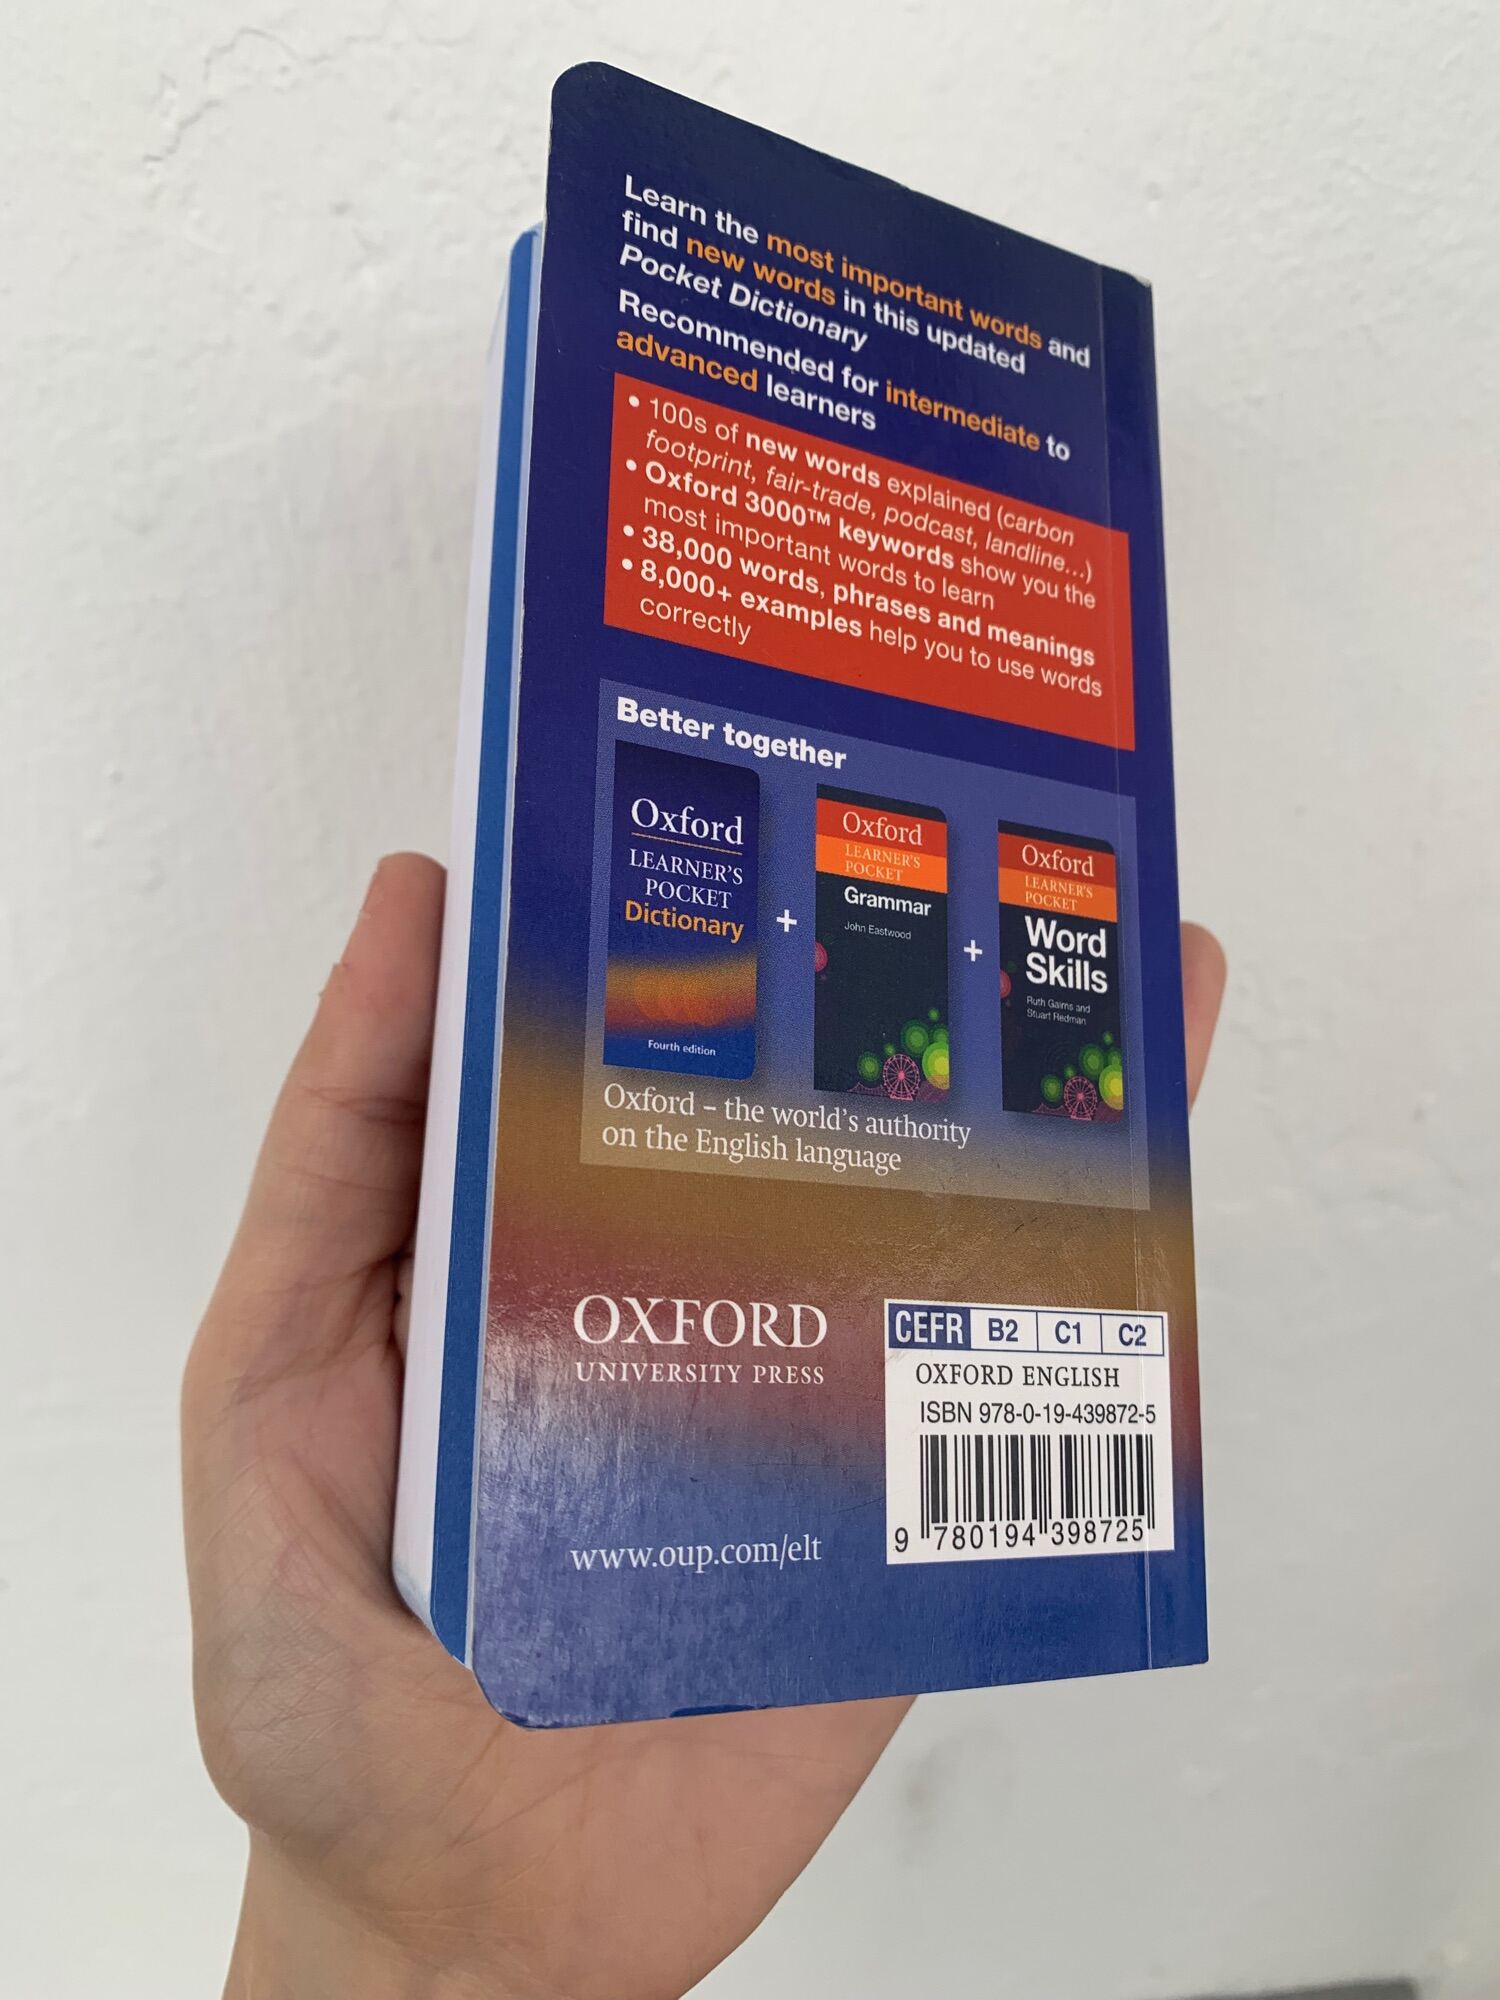 Learn the most important words and
find new words in this updated
Pocket Dictionary
Recommended for intermediate to
advanced learners
• 100s of new words explained (carbon
footprint, fair-trade, podcast, landline...)
• Oxford 3000™ keywords show you the
most important words to learn
• 38,000 words, phrases and meanings
• 8,000+ examples help you to use words
correctly
Better together
Oxford
LEARNER'S
POCKET
Dictionary
Fourth edition
+
Oxford
LEARNER'S
POCKET
Grammar
John Eastwood
+
Oxford
LEARNER'S
POCKET
Word
Skills
Ruth Gairns and
Stuart Redman
Oxford – the world's authority
on the English language
OXFORD
UNIVERSITY PRESS
www.oup.com/elt
CEFR B2 C1 C2
OXFORD ENGLISH
ISBN 978-0-19-439872-5
9 780194 398725